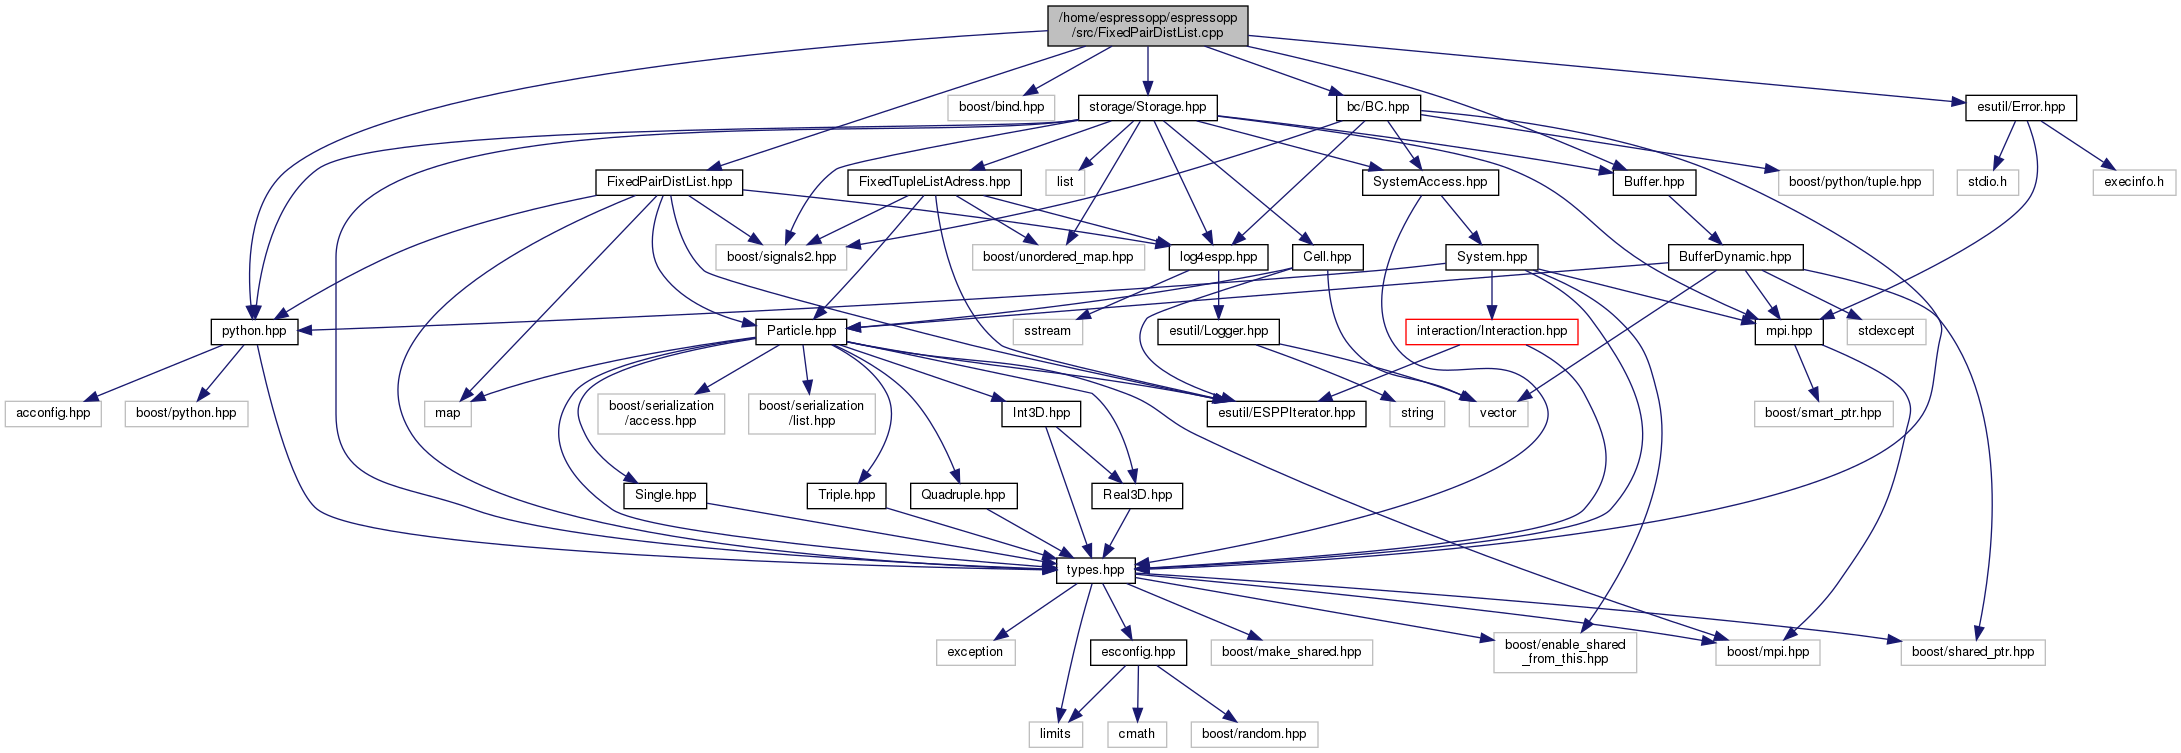 /home/espressopp/espressopp
/src/FixedPairDistList.cpp
boost/bind.hpp
storage/Storage.hpp
bc/BC.hpp
esutil/Error.hpp
FixedPairDistList.hpp
FixedTupleListAdress.hpp
list
SystemAccess.hpp
Buffer.hpp
boost/python/tuple.hpp
stdio.h
execinfo.h
boost/signals2.hpp
boost/unordered_map.hpp
log4espp.hpp
Cell.hpp
System.hpp
BufferDynamic.hpp
python.hpp
Particle.hpp
sstream
esutil/Logger.hpp
interaction/Interaction.hpp
mpi.hpp
stdexcept
acconfig.hpp
boost/python.hpp
map
boost/serialization
/access.hpp
boost/serialization
/list.hpp
Int3D.hpp
esutil/ESPPIterator.hpp
string
vector
boost/smart_ptr.hpp
Single.hpp
Triple.hpp
Quadruple.hpp
Real3D.hpp
types.hpp
exception
esconfig.hpp
boost/make_shared.hpp
boost/enable_shared
_from_this.hpp
boost/mpi.hpp
boost/shared_ptr.hpp
limits
cmath
boost/random.hpp